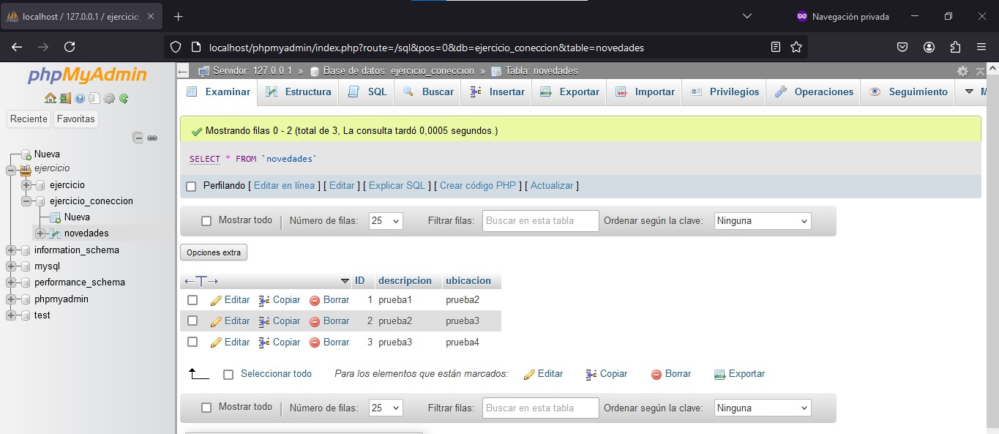 localhost / 127.0.0.1 / ejercicio_
Navegación privada
localhost/phpmyadmin/index.php?route=/sql&pos=0&db=ejercicio_coneccion&table=novedades
phpMyAdmin
Reciente Favoritas
Nueva
ejercicio
ejercicio
ejercicio_coneccion
Nueva
novedades
information_schema
mysql
performance_schema
phpmyadmin
test
Servidor: 127.0.0.1 » Base de datos: ejercicio_coneccion » Tabla: novedades
Examinar Estructura SQL Buscar Insertar Exportar Importar Privilegios Operaciones Seguimiento M
Mostrando filas 0 - 2 (total de 3, La consulta tardó 0,0005 segundos.)
SELECT * FROM `novedades`
Perfilando [ Editar en línea ] [ Editar ] [ Explicar SQL ] [ Crear código PHP ] [ Actualizar ]
Mostrar todo Número de filas: 25 Filtrar filas: Buscar en esta tabla Ordenar según la clave: Ninguna
Opciones extra
←T→ ID descripcion ubicacion
Editar Copiar Borrar 1 prueba1 prueba2
Editar Copiar Borrar 2 prueba2 prueba3
Editar Copiar Borrar 3 prueba3 prueba4
Seleccionar todo Para los elementos que están marcados: Editar Copiar Borrar Exportar
Mostrar todo Número de filas: 25 Filtrar filas: Buscar en esta tabla Ordenar según la clave: Ninguna